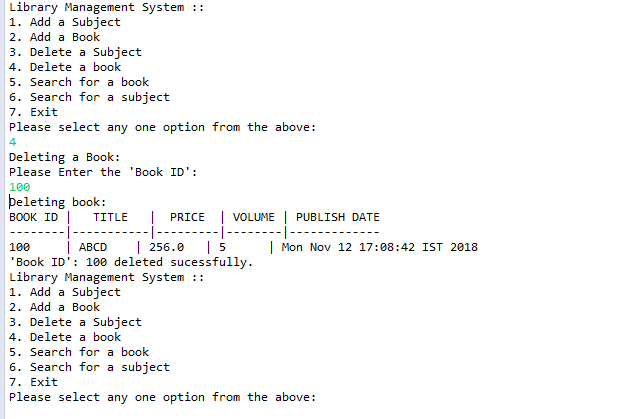 Library Management System ::
1. Add a Subject
2. Add a Book
3. Delete a Subject
4. Delete a book
5. Search for a book
6. Search for a subject
7. Exit
Please select any one option from the above:
4
Deleting a Book:
Please Enter the 'Book ID':
100
Deleting book:
BOOK ID |   TITLE   |  PRICE  | VOLUME | PUBLISH DATE
--------|-----------|---------|--------|-------------
100     | ABCD    | 256.0   | 5      | Mon Nov 12 17:08:42 IST 2018
'Book ID': 100 deleted sucessfully.
Library Management System ::
1. Add a Subject
2. Add a Book
3. Delete a Subject
4. Delete a book
5. Search for a book
6. Search for a subject
7. Exit
Please select any one option from the above: